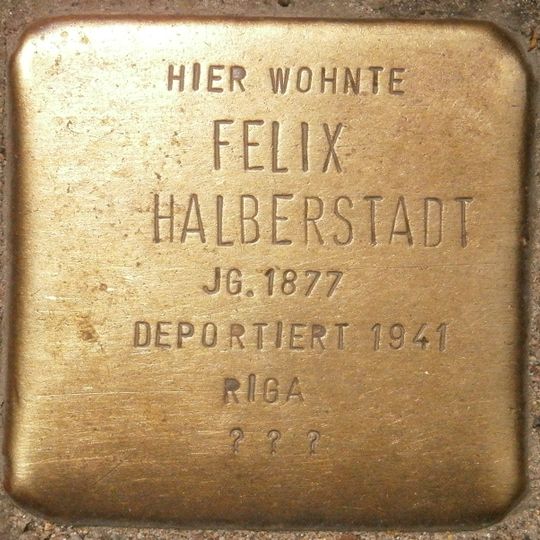 HIER WOHNTE
FELIX
HALBERSTADT
JG. 1877
DEPORTIERT 1941
RIGA
? ? ?